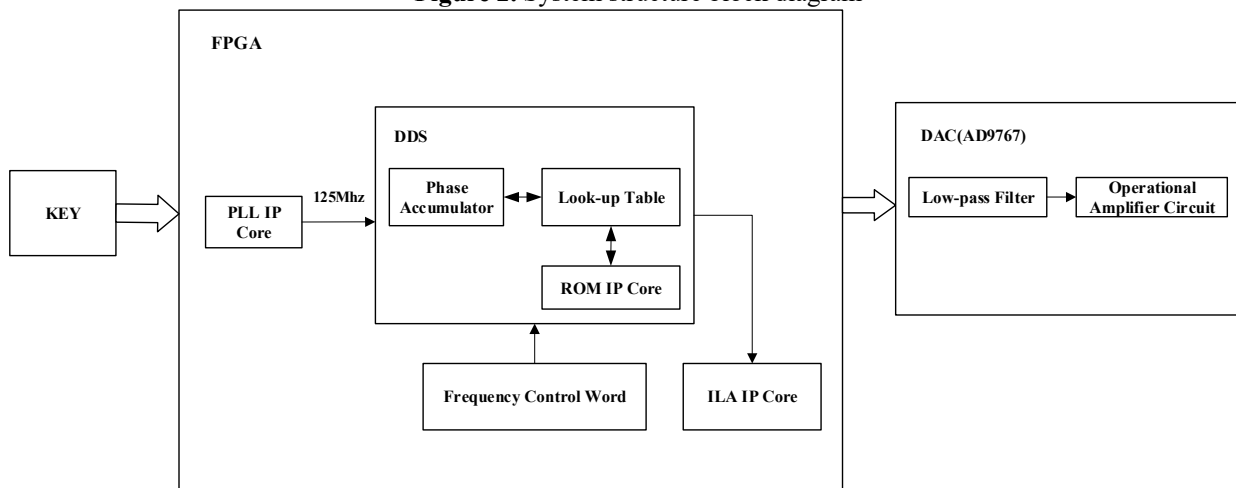 Figure 2. System structure block diagram
FPGA
DDS
DAC(AD9767)
KEY
125Mhz
PLL IP
Core
Phase
Accumulator
Look-up Table
ROM IP Core
Low-pass Filter
Operational
Amplifier Circuit
Frequency Control Word
ILA IP Core